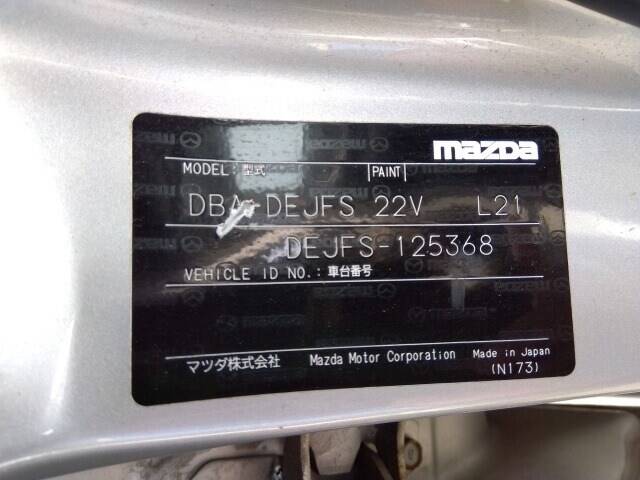 mazda
MODEL: 型式 PAINT
DBA-DEJFS 22V L21
DEJFS-125368
VEHICLE ID NO.: 車台番号
マツダ株式会社 Mazda Motor Corporation Made in Japan
(N173)